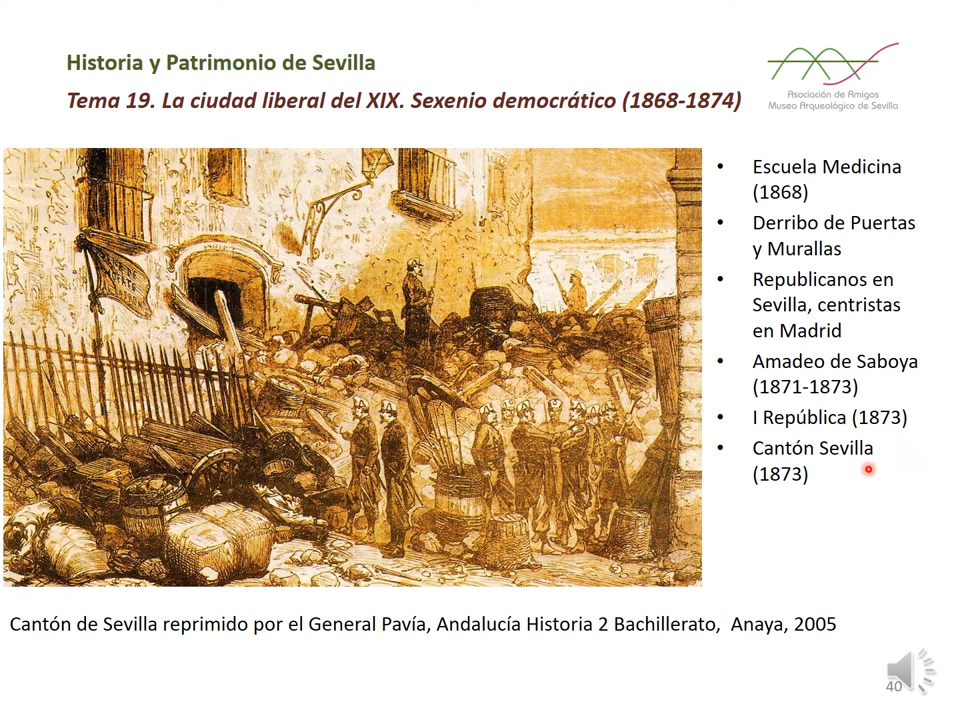 Historia y Patrimonio de Sevilla
Tema 19. La ciudad liberal del XIX. Sexenio democrático (1868-1874)
Asociación de Amigos
Museo Arqueológico de Sevilla
• Escuela Medicina
(1868)
• Derribo de Puertas
y Murallas
• Republicanos en
Sevilla, centristas
en Madrid
• Amadeo de Saboya
(1871-1873)
• I República (1873)
• Cantón Sevilla
(1873)
Cantón de Sevilla reprimido por el General Pavía, Andalucía Historia 2 Bachillerato, Anaya, 2005
40